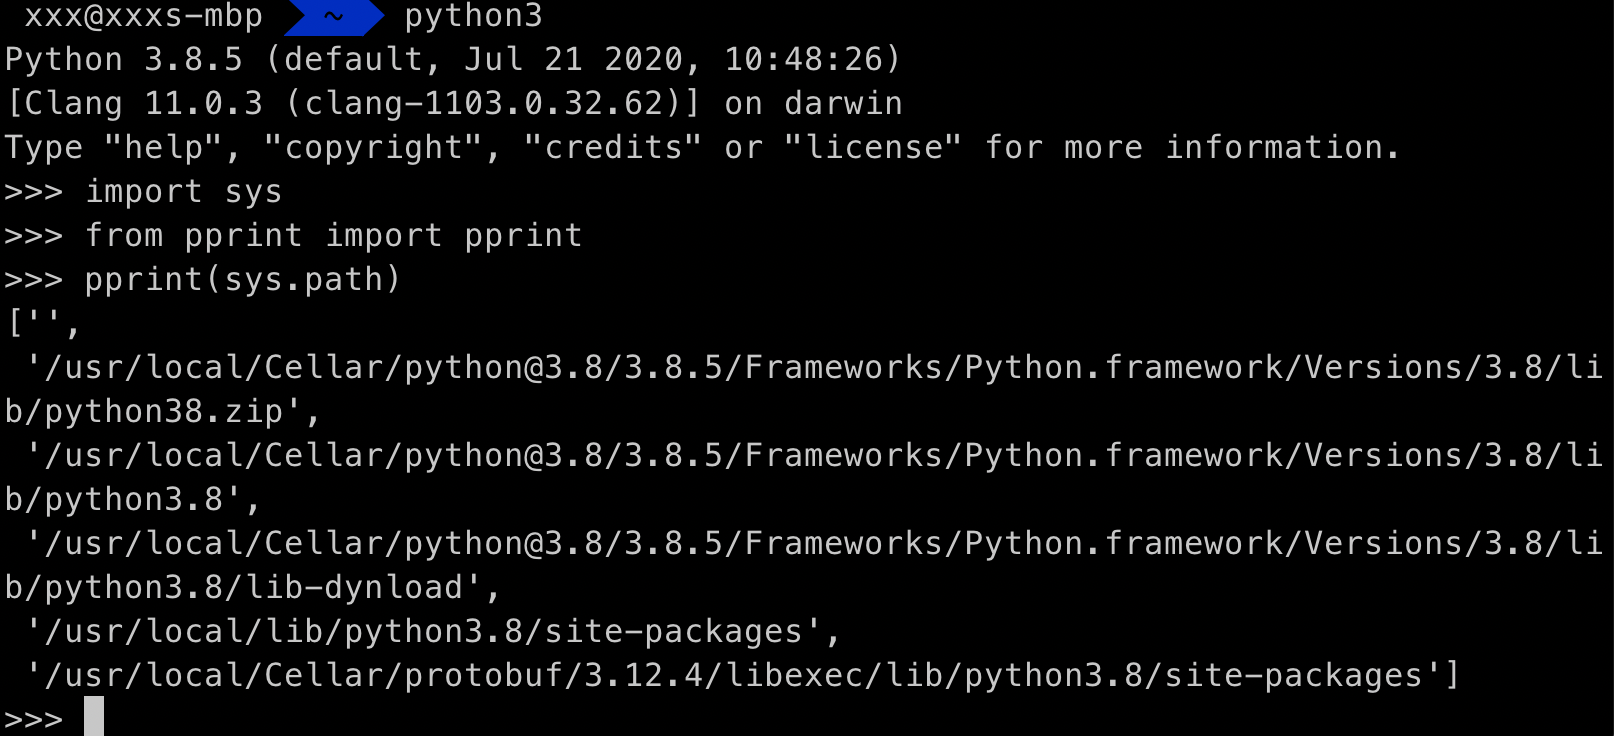 xxx@xxxs-mbp ~ python3
Python 3.8.5 (default, Jul 21 2020, 10:48:26)
[Clang 11.0.3 (clang-1103.0.32.62)] on darwin
Type "help", "copyright", "credits" or "license" for more information.
>>> import sys
>>> from pprint import pprint
>>> pprint(sys.path)
['',
 '/usr/local/Cellar/python@3.8/3.8.5/Frameworks/Python.framework/Versions/3.8/li
b/python38.zip',
 '/usr/local/Cellar/python@3.8/3.8.5/Frameworks/Python.framework/Versions/3.8/li
b/python3.8',
 '/usr/local/Cellar/python@3.8/3.8.5/Frameworks/Python.framework/Versions/3.8/li
b/python3.8/lib-dynload',
 '/usr/local/lib/python3.8/site-packages',
 '/usr/local/Cellar/protobuf/3.12.4/libexec/lib/python3.8/site-packages']
>>>